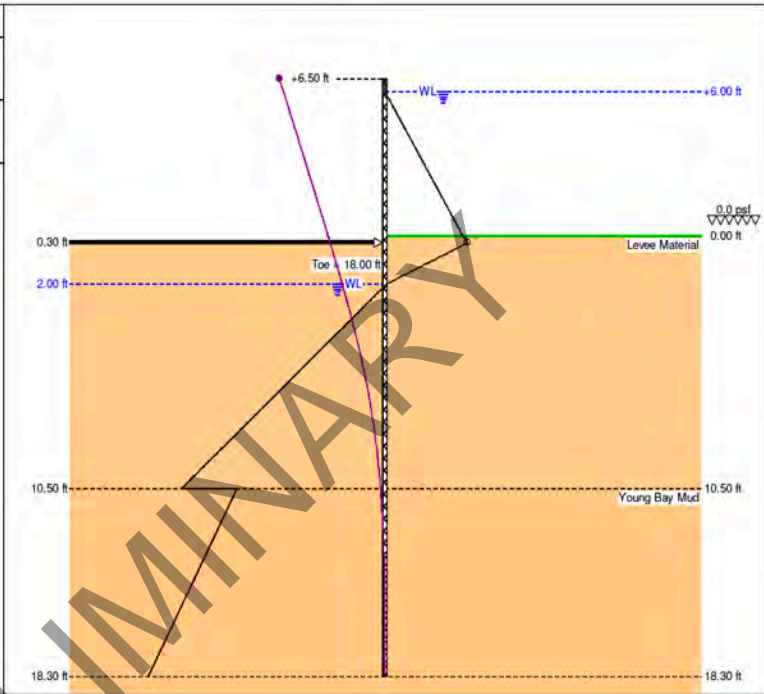 +6.50 ft
WL
+6.00 ft
0.0 psf
0.30 ft
0.00 ft
Levee Material
Toe = 18.00 ft
2.00 ft
WL
10.50 ft
10.50 ft
Young Bay Mud
18.30 ft
18.30 ft
IMINARY